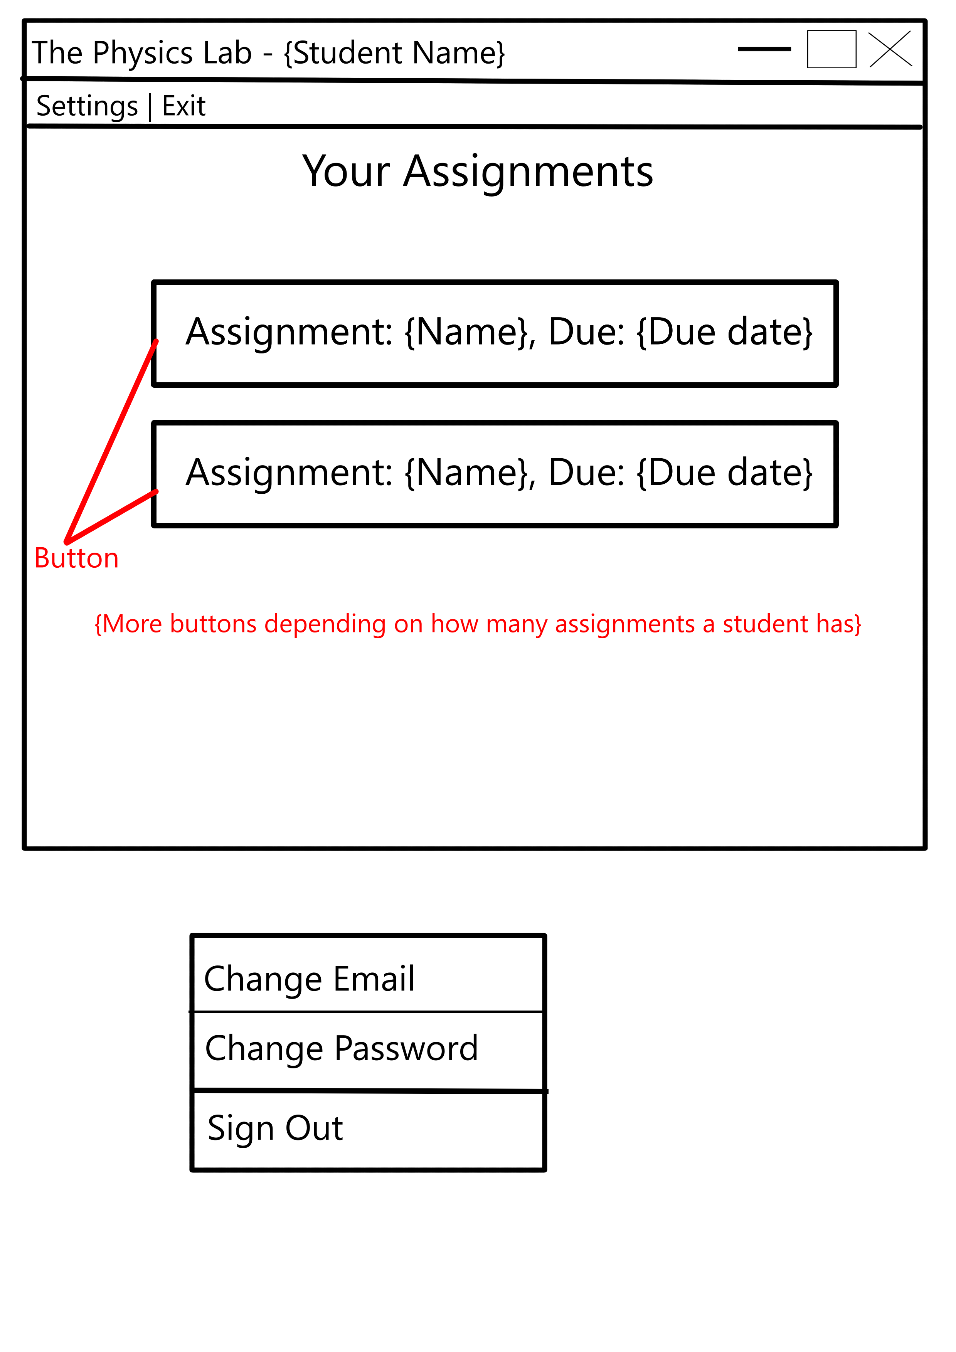 The Physics Lab - {Student Name}
Settings | Exit
Your Assignments
Assignment: {Name}, Due: {Due date}
Assignment: {Name}, Due: {Due date}
Button
{More buttons depending on how many assignments a student has}
Change Email
Change Password
Sign Out